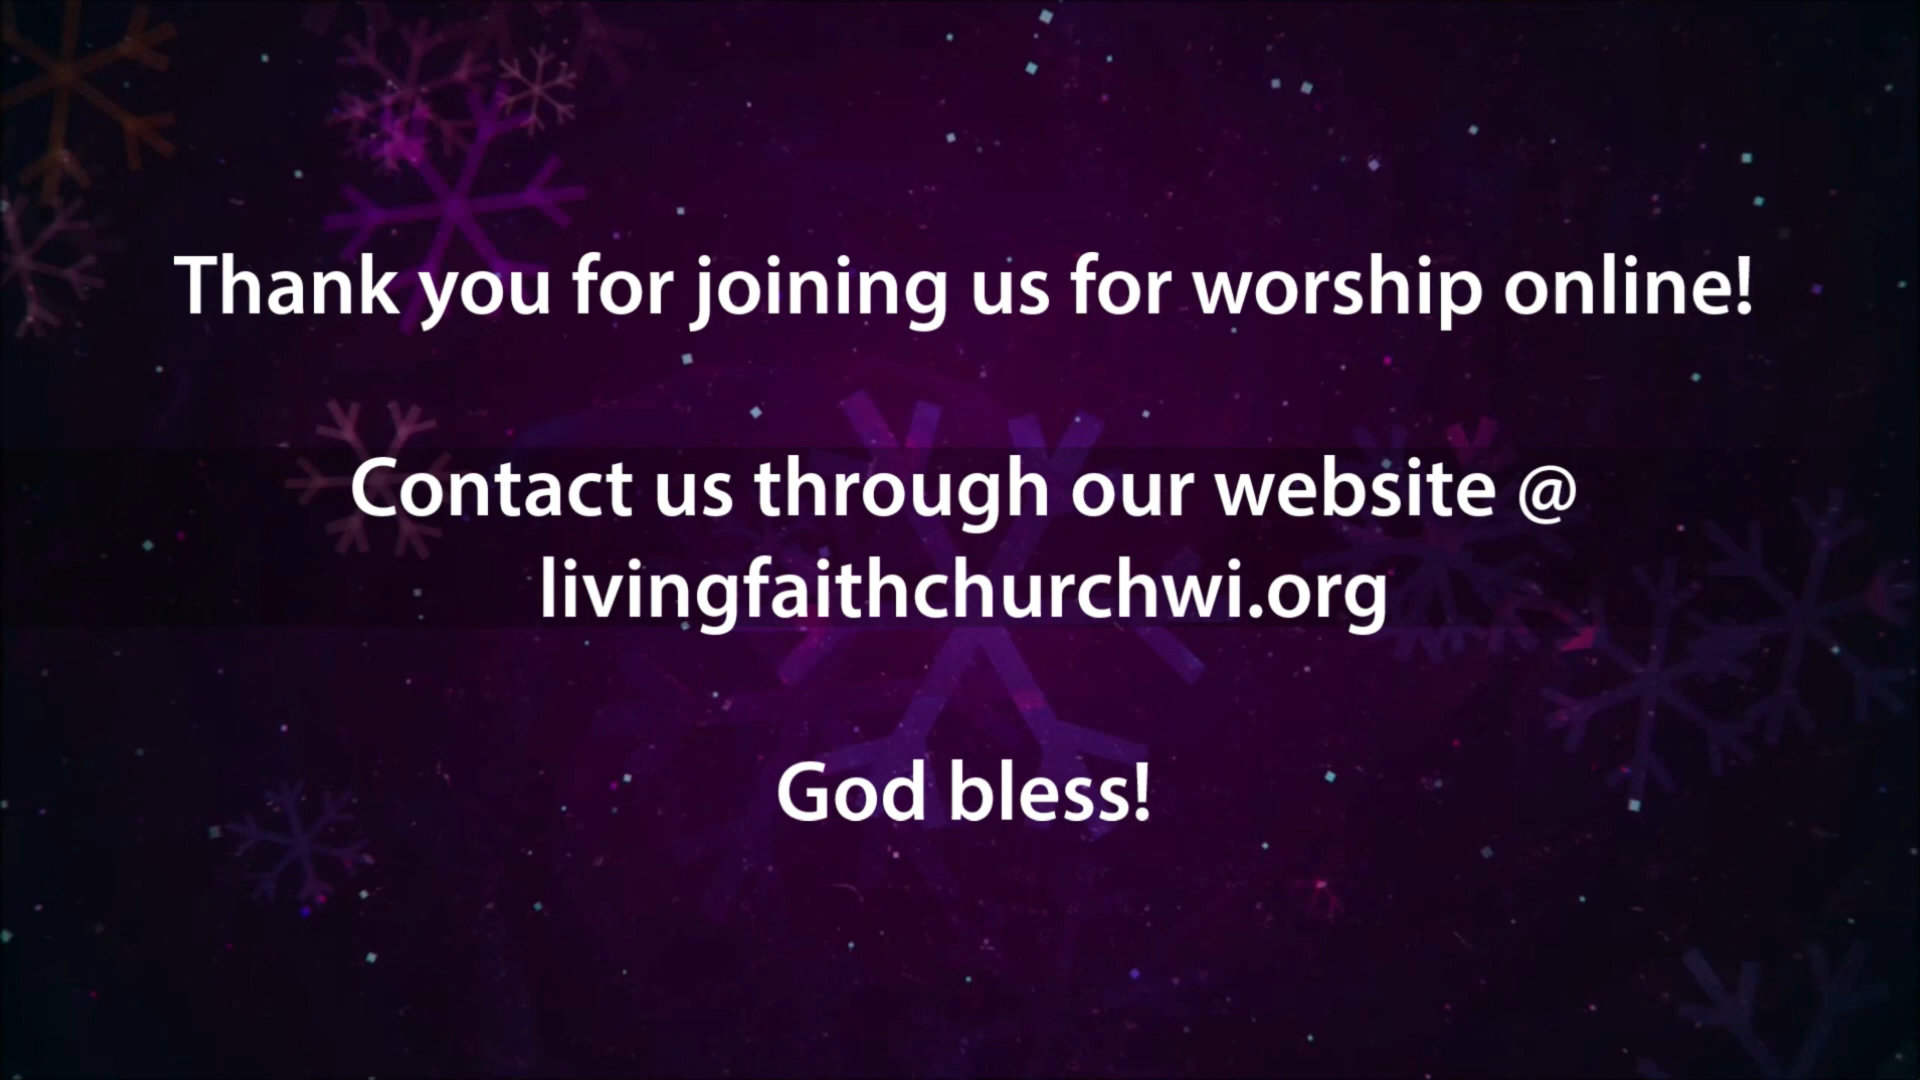 Thank you for joining us for worship online!
Contact us through our website @
livingfaithchurchwi.org
God bless!